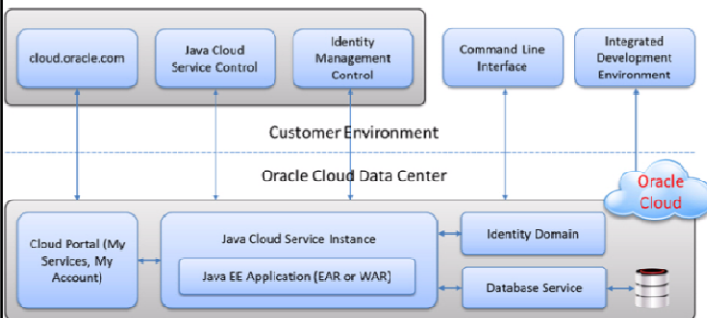 cloud.oracle.com
Java Cloud
Service Control
Identity
Management
Control
Command Line
Interface
Integrated
Development
Environment
Customer Environment
Oracle Cloud Data Center
Oracle
Cloud
Cloud Portal (My
Services, My
Account)
Java Cloud Service Instance
Java EE Application (EAR or WAR)
Identity Domain
Database Service